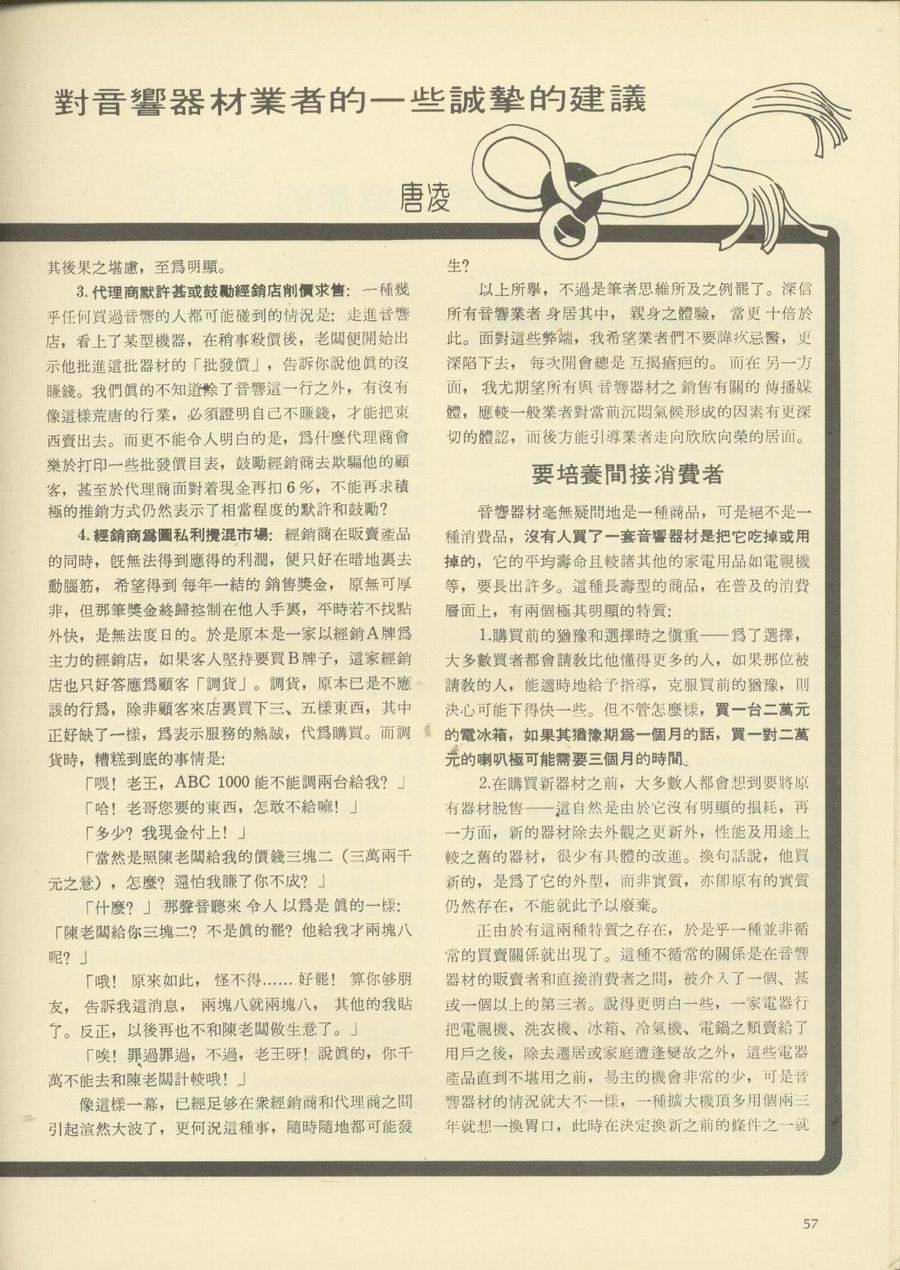 對音響器材業者的一些誠摯的建議
唐凌
其後果之堪慮，至爲明顯。
3.代理商默許甚或鼓勵經銷店削價求售：一種幾
乎任何買過音響的人都可能碰到的情況是：走進音響
店，看上了某型機器，在稍事殺價後，老闆便開始出
示他批進這批器材的「批發價」，告訴你說他眞的沒
賺錢。我們眞的不知道除了音響這一行之外，有沒有
像這樣荒唐的行業，必須證明自己不賺錢，才能把東
西賣出去。而更不能令人明白的是，爲什麼代理商會
樂於打印一些批發價目表，鼓勵經銷商去欺騙他的顧
客，甚至於代理商面對着現金再扣6％，不能再求積
極的推銷方式仍然表示了相當程度的默許和鼓勵？
4.經銷商爲圖私利攪混市場：經銷商在販賣產品
的同時，旣無法得到應得的利潤，便只好在暗地裏去
動腦筋，希望得到每年一結的銷售獎金，原無可厚
非，但那筆獎金終歸控制在他人手裏，平時若不找點
外快，是無法度日的。於是原本是一家以經銷A牌爲
主力的經銷店，如果客人堅持要買B牌子，這家經銷
店也只好答應爲顧客「調貨」。調貨，原本已是不應
該的行爲，除非顧客來店裏買下三、五樣東西，其中
正好缺了一樣，爲表示服務的熱誠，代爲購買。而調
貨時，糟糕到底的事情是：
「喂！老王，ABC 1000能不能調兩台給我？」
「哈！老哥您要的東西，怎敢不給嘛！」
「多少？我現金付上！」
「當然是照陳老闆給我的價錢三塊二（三萬兩千
元之意），怎麼？還怕我賺了你不成？」
「什麼？」那聲音聽來令人以爲是眞的一樣：
「陳老闆給你三塊二？不是眞的罷？他給我才兩塊八
呢？」
「哦！原來如此，怪不得……好罷！算你够朋
友，告訴我這消息，兩塊八就兩塊八，其他的我貼
了。反正，以後再也不和陳老闆做生意了。」
「唉！罪過罪過，不過，老王呀！說眞的，你千
萬不能去和陳老闆計較哦！」
像這樣一幕，已經足够在衆經銷商和代理商之間
引起渲然大波了，更何況這種事，隨時隨地都可能發
生？
以上所舉，不過是筆者思維所及之例罷了。深信
所有音響業者身居其中，親身之體驗，當更十倍於
此。面對這些弊端，我希望業者們不要諱疾忌醫，更
深陷下去，每次開會總是互揭瘡疤的。而在另一方
面，我尤期望所有與音響器材之銷售有關的傳播媒
體，應較一般業者對當前沉悶氣候形成的因素有更深
切的體認，而後方能引導業者走向欣欣向榮的居面。
要培養間接消費者
音響器材毫無疑問地是一種商品，可是絕不是一
種消費品，沒有人買了一套音響器材是把它吃掉或用
掉的，它的平均壽命且較諸其他的家電用品如電視機
等，要長出許多。這種長壽型的商品，在普及的消費
層面上，有兩個極其明顯的特質：
1.購買前的猶豫和選擇時之愼重——爲了選擇，
大多數買者都會請敎比他懂得更多的人，如果那位被
請敎的人，能適時地給予指導，克服買前的猶豫，則
決心可能下得快一些。但不管怎麼樣，買一台二萬元
的電冰箱，如果其猶豫期爲一個月的話，買一對二萬
元的喇叭極可能需要三個月的時間。
2.在購買新器材之前，大多數人都會想到要將原
有器材脫售——這自然是由於它沒有明顯的損耗，再
一方面，新的器材除去外觀之更新外，性能及用途上
較之舊的器材，很少有具體的改進。換句話說，他買
新的，是爲了它的外型，而非實質，亦卽原有的實質
仍然存在，不能就此予以廢棄。
正由於有這兩種特質之存在，於是乎一種並非循
常的買賣關係就出現了。這種不循常的關係是在音響
器材的販賣者和直接消費者之間，被介入了一個、甚
或一個以上的第三者。說得更明白一些，一家電器行
把電視機、洗衣機、冰箱、冷氣機、電鍋之類賣給了
用戶之後，除去遷居或家庭遭逢變故之外，這些電器
產品直到不堪用之前，易主的機會非常的少，可是音
響器材的情況就大不一樣，一種擴大機頂多用個兩三
年就想一換胃口，此時在決定換新之前的條件之一就
57